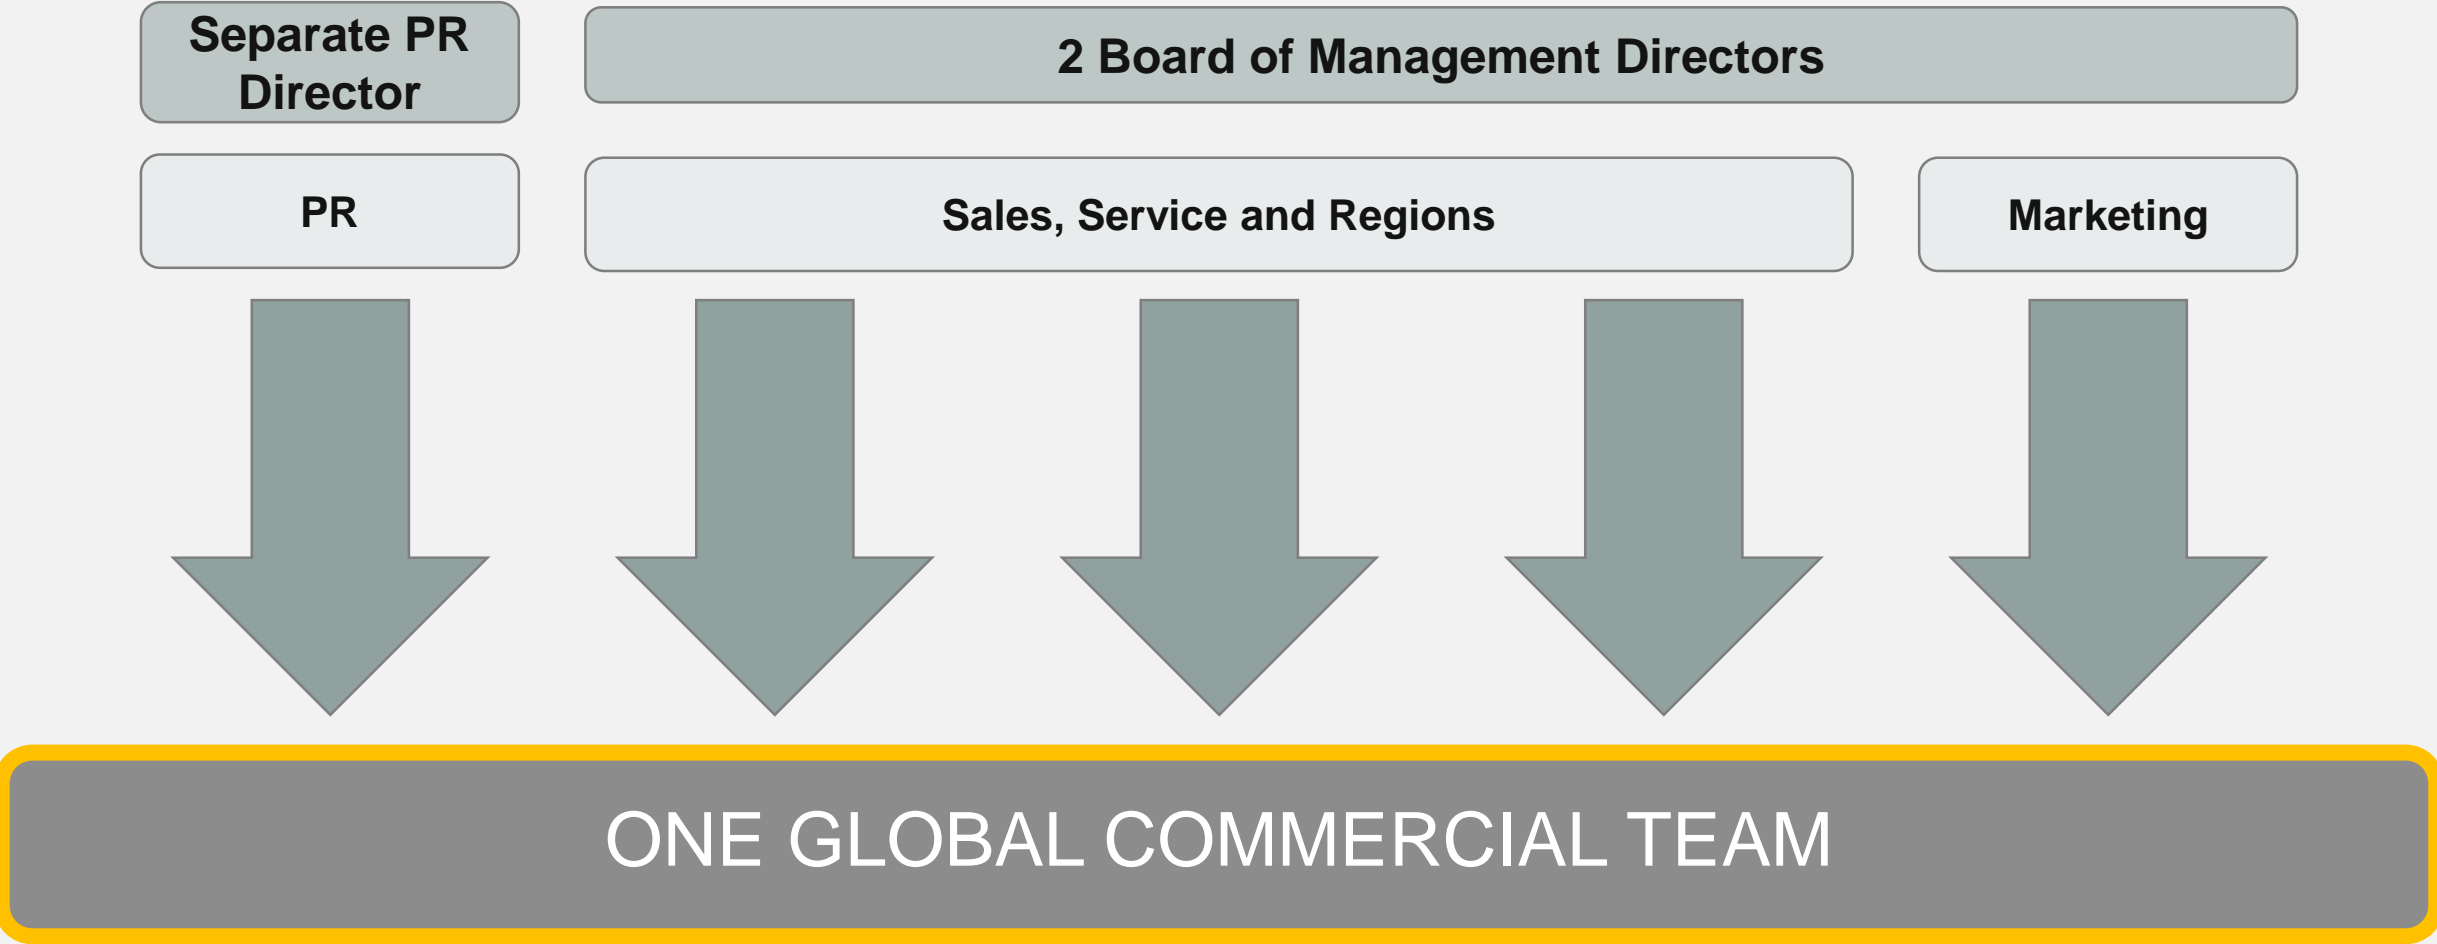 Separate PR
Director
2 Board of Management Directors
PR
Sales, Service and Regions
Marketing
ONE GLOBAL COMMERCIAL TEAM